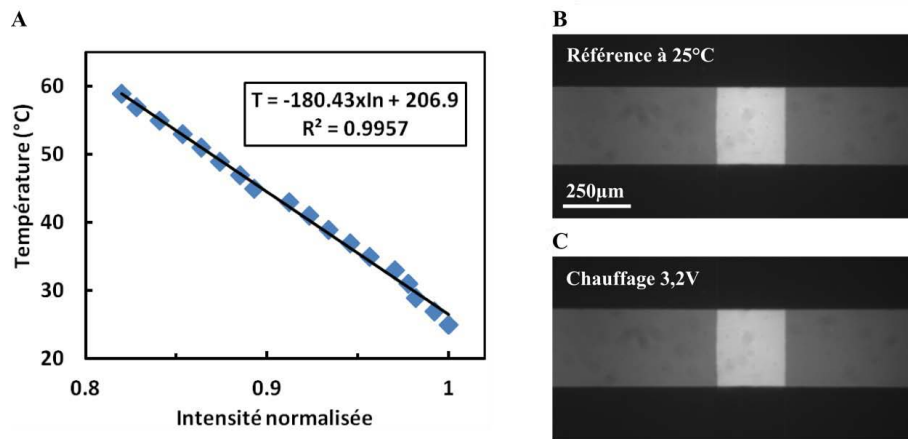 A
Température (°C)
60
50
40
30
20
T = -180.43xIn + 206.9
R² = 0.9957
0.8
0.9
1
Intensité normalisée
B
Référence à 25°C
250µm
C
Chauffage 3,2V